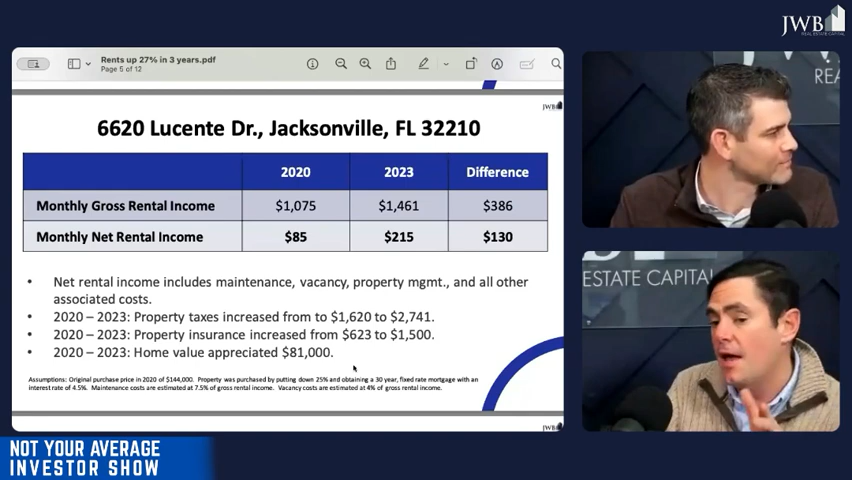 JWB
REAL ESTATE CAPITAL
Rents up 27% in 3 years.pdf
Page 5 of 12
JWB
6620 Lucente Dr., Jacksonville, FL 32210
2020 2023 Difference
Monthly Gross Rental Income $1,075 $1,461 $386
Monthly Net Rental Income $85 $215 $130
• Net rental income includes maintenance, vacancy, property mgmt., and all other
associated costs.
• 2020 – 2023: Property taxes increased from to $1,620 to $2,741.
• 2020 – 2023: Property insurance increased from $623 to $1,500.
• 2020 – 2023: Home value appreciated $81,000.
Assumptions: Original purchase price in 2020 of $144,000. Property was purchased by putting down 25% and obtaining a 30 year, fixed rate mortgage with an
interest rate of 4.5%. Maintenance costs are estimated at 7.5% of gross rental income. Vacancy costs are estimated at 4% of gross rental income.
JWB
REA
ESTATE CAPITAL
NOT YOUR AVERAGE
INVESTOR SHOW